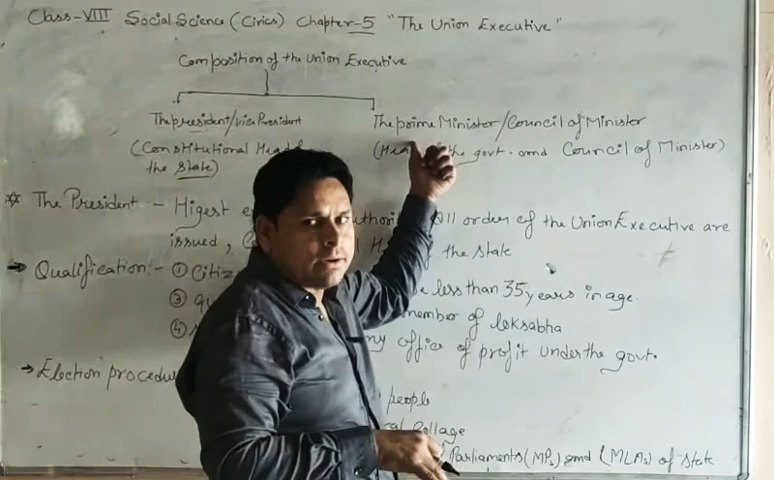 Class-VIII Social Science (Civics) Chapter-5 "The Union Executive"
Composition of the Union Executive
The president/vice President The prime Minister/Council of Minister
(Constitutional Head the govt. and Council of Minister)
the state)
The President - Higest All order of the Union Executive are
issued, the state
Qualification:- ① less than 35 years in age.
③ member of loksabha
④ office of profit under the govt.
Election
people
Collage
Parliaments (MPs) and (MLAs) of state